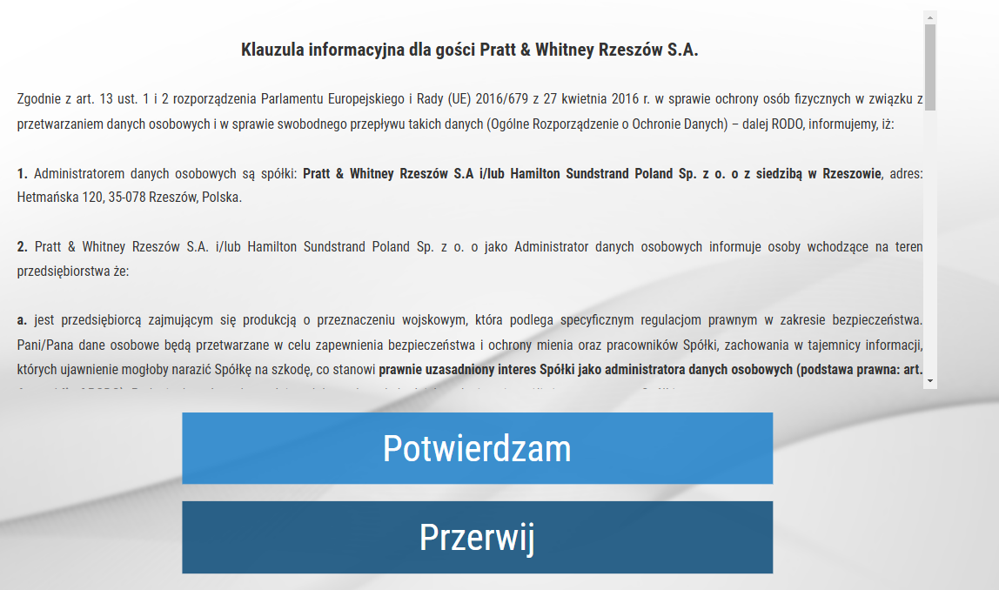 Klauzula informacyjna dla gości Pratt & Whitney Rzeszów S.A.
Zgodnie z art. 13 ust. 1 i 2 rozporządzenia Parlamentu Europejskiego i Rady (UE) 2016/679 z 27 kwietnia 2016 r. w sprawie ochrony osób fizycznych w związku z
przetwarzaniem danych osobowych i w sprawie swobodnego przepływu takich danych (Ogólne Rozporządzenie o Ochronie Danych) – dalej RODO, informujemy, iż:
1. Administratorem danych osobowych są spółki: Pratt & Whitney Rzeszów S.A i/lub Hamilton Sundstrand Poland Sp. z o. o z siedzibą w Rzeszowie, adres:
Hetmańska 120, 35-078 Rzeszów, Polska.
2. Pratt & Whitney Rzeszów S.A. i/lub Hamilton Sundstrand Poland Sp. z o. o jako Administrator danych osobowych informuje osoby wchodzące na teren
przedsiębiorstwa że:
a. jest przedsiębiorcą zajmującym się produkcją o przeznaczeniu wojskowym, która podlega specyficznym regulacjom prawnym w zakresie bezpieczeństwa.
Pani/Pana dane osobowe będą przetwarzane w celu zapewnienia bezpieczeństwa i ochrony mienia oraz pracowników Spółki, zachowania w tajemnicy informacji,
których ujawnienie mogłoby narazić Spółkę na szkodę, co stanowi prawnie uzasadniony interes Spółki jako administratora danych osobowych (podstawa prawna: art.
Potwierdzam
Przerwij